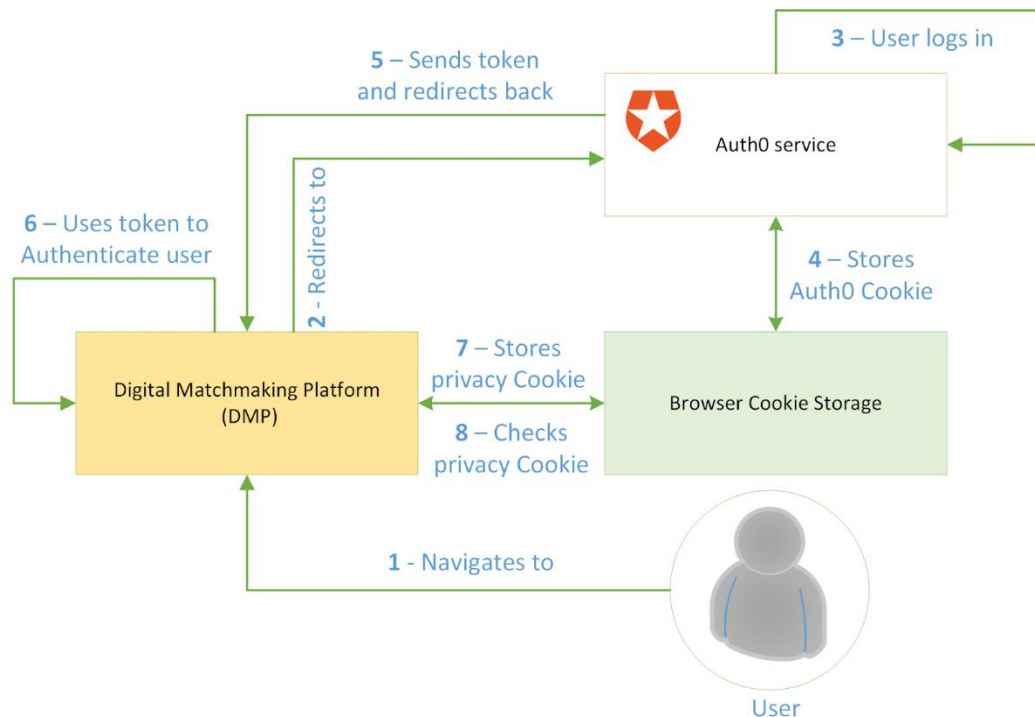 3 – User logs in
5 – Sends token
and redirects back
Auth0 service
6 – Uses token to
Authenticate user
2 - Redirects to
4 – Stores
Auth0 Cookie
7 – Stores
privacy Cookie
Digital Matchmaking Platform
(DMP)
Browser Cookie Storage
8 – Checks
privacy Cookie
1 - Navigates to
User